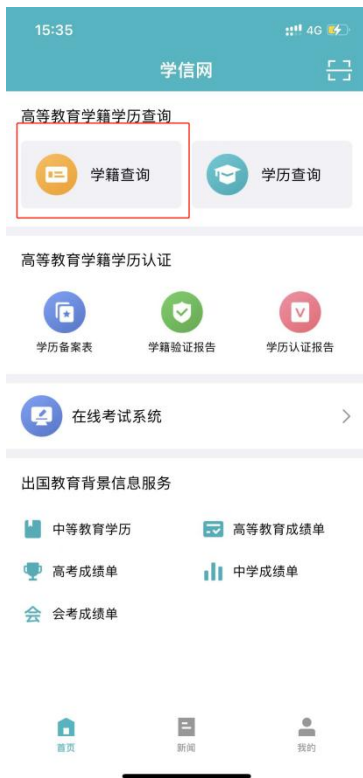 15:35
4G
学信网
高等教育学籍学历查询
学籍查询
学历查询
高等教育学籍学历认证
学历备案表
学籍验证报告
学历认证报告
在线考试系统
出国教育背景信息服务
中等教育学历
高等教育成绩单
高考成绩单
中学成绩单
会 会考成绩单
首页
新闻
我的